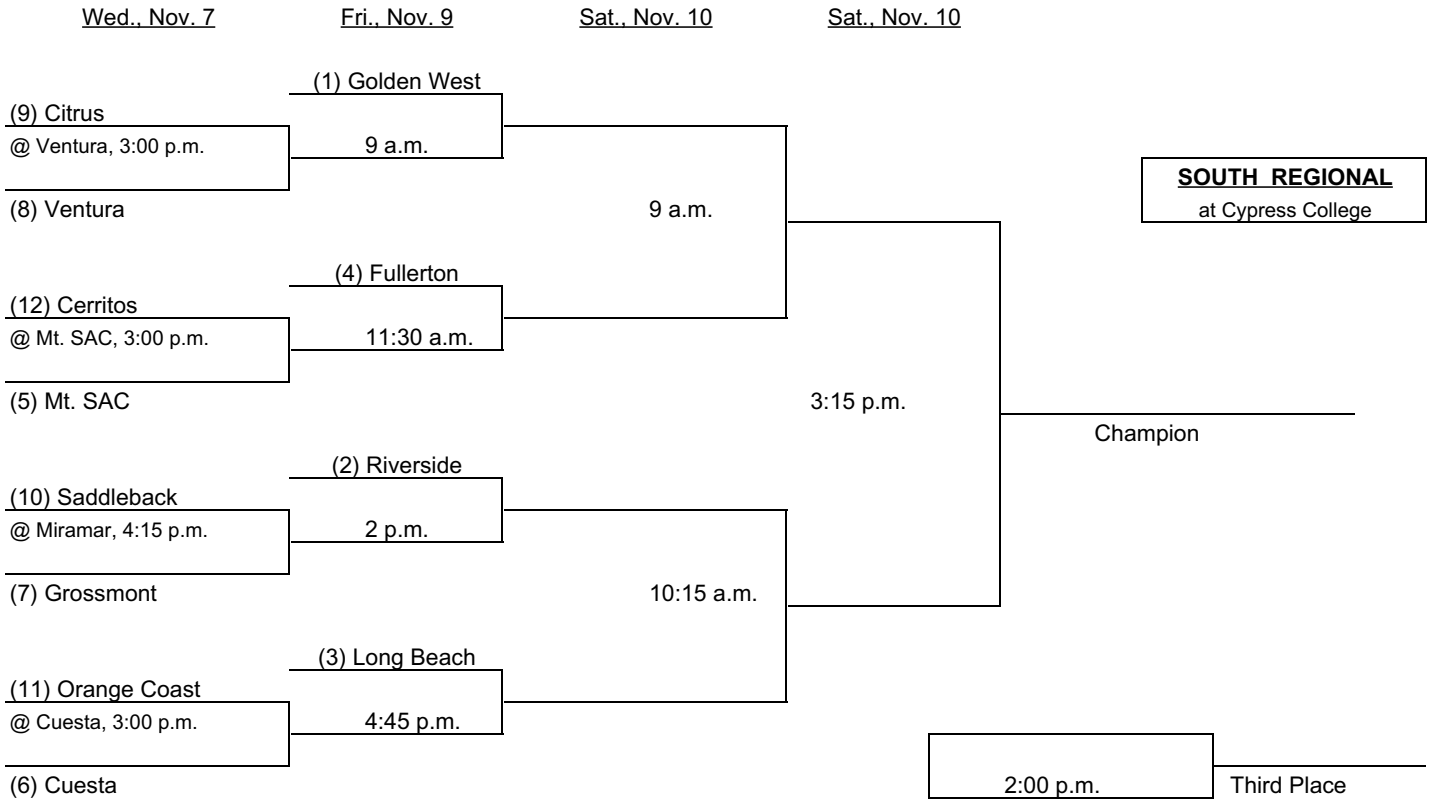 Wed., Nov. 7 Fri., Nov. 9 Sat., Nov. 10 Sat., Nov. 10
(1) Golden West
(9) Citrus
@ Ventura, 3:00 p.m. 9 a.m.
SOUTH REGIONAL
(8) Ventura 9 a.m. at Cypress College
(4) Fullerton
(12) Cerritos
@ Mt. SAC, 3:00 p.m. 11:30 a.m.
(5) Mt. SAC 3:15 p.m.
Champion
(2) Riverside
(10) Saddleback
@ Miramar, 4:15 p.m. 2 p.m.
(7) Grossmont 10:15 a.m.
(3) Long Beach
(11) Orange Coast
@ Cuesta, 3:00 p.m. 4:45 p.m.
(6) Cuesta 2:00 p.m. Third Place